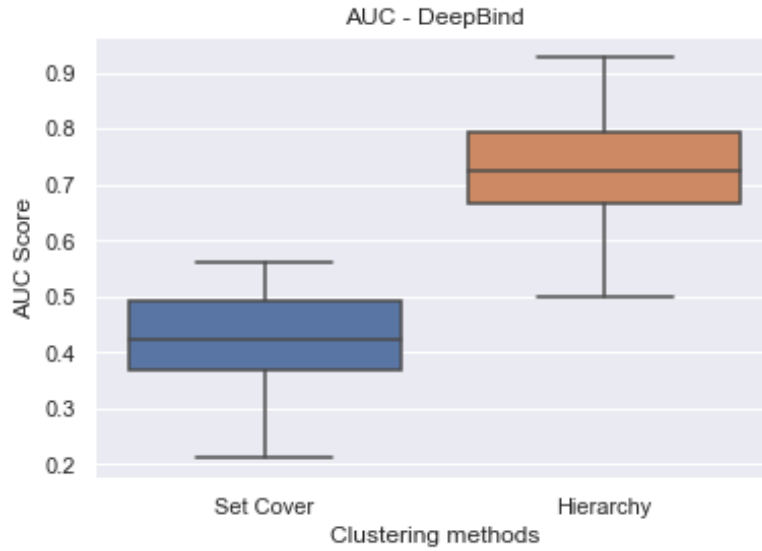 AUC - DeepBind
AUC Score
0.9
0.8
0.7
0.6
0.5
0.4
0.3
0.2
Set Cover
Hierarchy
Clustering methods